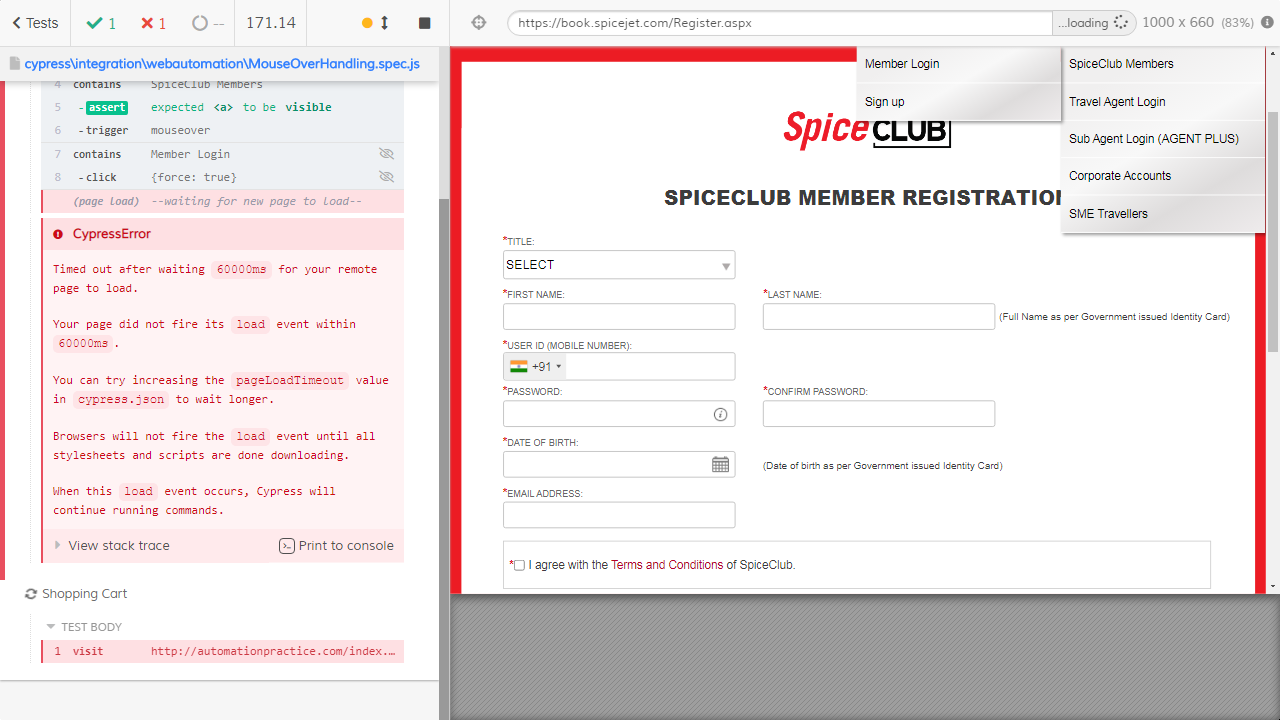 Tests
1
1
--
171.14
https://book.spicejet.com/Register.aspx
...loading
1000 x 660 (83%)
cypress\integration\webautomation\MouseOverHandling.spec.js
4 contains SpiceClub Members
5 -assert expected <a> to be visible
6 -trigger mouseover
7 contains Member Login
8 -click {force: true}
(page load) --waiting for new page to load--
CypressError
Timed out after waiting 60000ms for your remote
page to load.
Your page did not fire its load event within
60000ms.
You can try increasing the pageLoadTimeout value
in cypress.json to wait longer.
Browsers will not fire the load event until all
stylesheets and scripts are done downloading.
When this load event occurs, Cypress will
continue running commands.
View stack trace
Print to console
Shopping Cart
TEST BODY
1 visit http://automationpractice.com/index.…
Member Login
Sign up
SpiceClub Members
Travel Agent Login
Sub Agent Login (AGENT PLUS)
Corporate Accounts
SME Travellers
Spice CLUB
SPICECLUB MEMBER REGISTRATION
*TITLE:
SELECT
*FIRST NAME:
*LAST NAME:
(Full Name as per Government issued Identity Card)
*USER ID (MOBILE NUMBER):
+91
*PASSWORD:
*CONFIRM PASSWORD:
*DATE OF BIRTH:
(Date of birth as per Government issued Identity Card)
*EMAIL ADDRESS:
* I agree with the Terms and Conditions of SpiceClub.